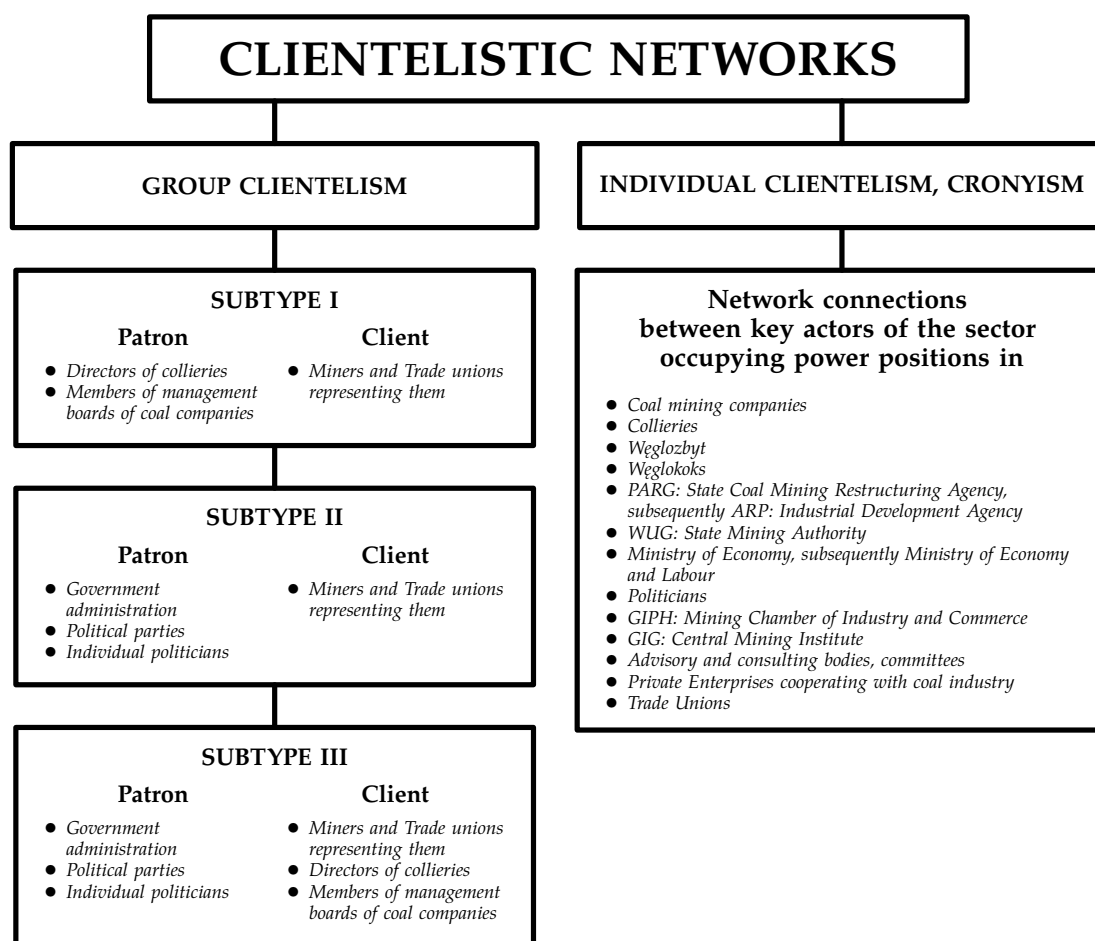 CLIENTELISTIC NETWORKS
GROUP CLIENTELISM
SUBTYPE I
Patron
● Directors of collieries
● Members of management
boards of coal companies
Client
● Miners and Trade unions
representing them
SUBTYPE II
Patron
● Government
administration
● Political parties
● Individual politicians
Client
● Miners and Trade unions
representing them
SUBTYPE III
Patron
● Government
administration
● Political parties
● Individual politicians
Client
● Miners and Trade unions
representing them
● Directors of collieries
● Members of management
boards of coal companies
INDIVIDUAL CLIENTELISM, CRONYISM
Network connections
between key actors of the sector
occupying power positions in
● Coal mining companies
● Collieries
● Węglozbyt
● Węglokoks
● PARG: State Coal Mining Restructuring Agency,
subsequently ARP: Industrial Development Agency
● WUG: State Mining Authority
● Ministry of Economy, subsequently Ministry of Economy
and Labour
● Politicians
● GIPH: Mining Chamber of Industry and Commerce
● GIG: Central Mining Institute
● Advisory and consulting bodies, committees
● Private Enterprises cooperating with coal industry
● Trade Unions